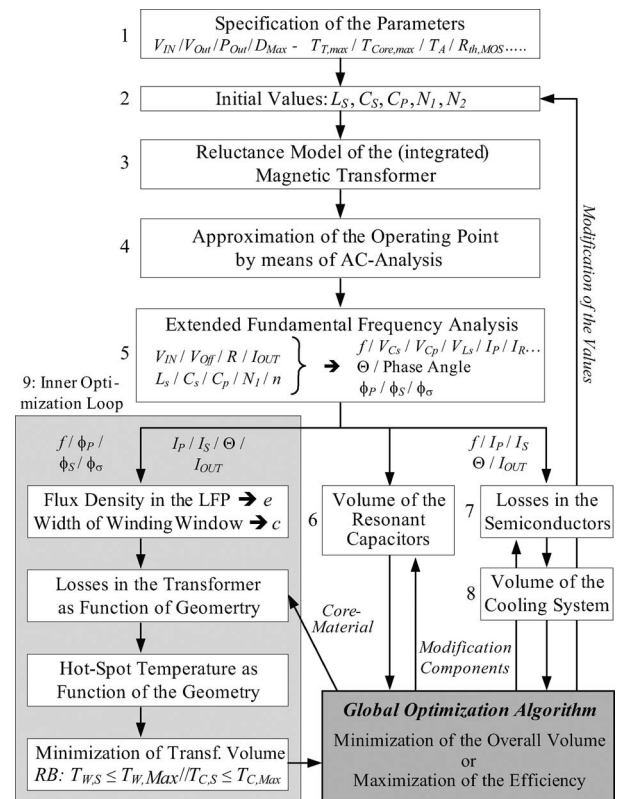 Specification of the Parameters
1
V_IN / V_Out / P_Out / D_Max - T_T,max / T_Core,max / T_A / R_th,MOS .....
2
Initial Values: L_S, C_S, C_P, N_1, N_2
3
Reluctance Model of the (integrated)
Magnetic Transformer
4
Approximation of the Operating Point
by means of AC-Analysis
Modification of the Values
Extended Fundamental Frequency Analysis
5
V_IN / V_Off / R / I_OUT
L_s / C_s / C_p / N_1 / n
➔
f / V_Cs / V_Cp / V_Ls / I_P / I_R...
Θ / Phase Angle
ϕ_P / ϕ_S / ϕ_σ
9: Inner Opti-
mization Loop
f / ϕ_P /
ϕ_S / ϕ_σ
I_P / I_S / Θ /
I_OUT
f / I_P / I_S
Θ / I_OUT
Flux Density in the LFP ➔ e
Width of Winding Window ➔ c
6
Volume of the
Resonant
Capacitors
7
Losses in the
Semiconductors
8
Volume of the
Cooling System
Losses in the Transformer
as Function of Geometry
Core-
Material
Modification
Components
Hot-Spot Temperature as
Function of the Geometry
Minimization of Transf. Volume
RB: T_W,S ≤ T_W,Max//T_C,S ≤ T_C,Max
Global Optimization Algorithm
Minimization of the Overall Volume
or
Maximization of the Efficiency